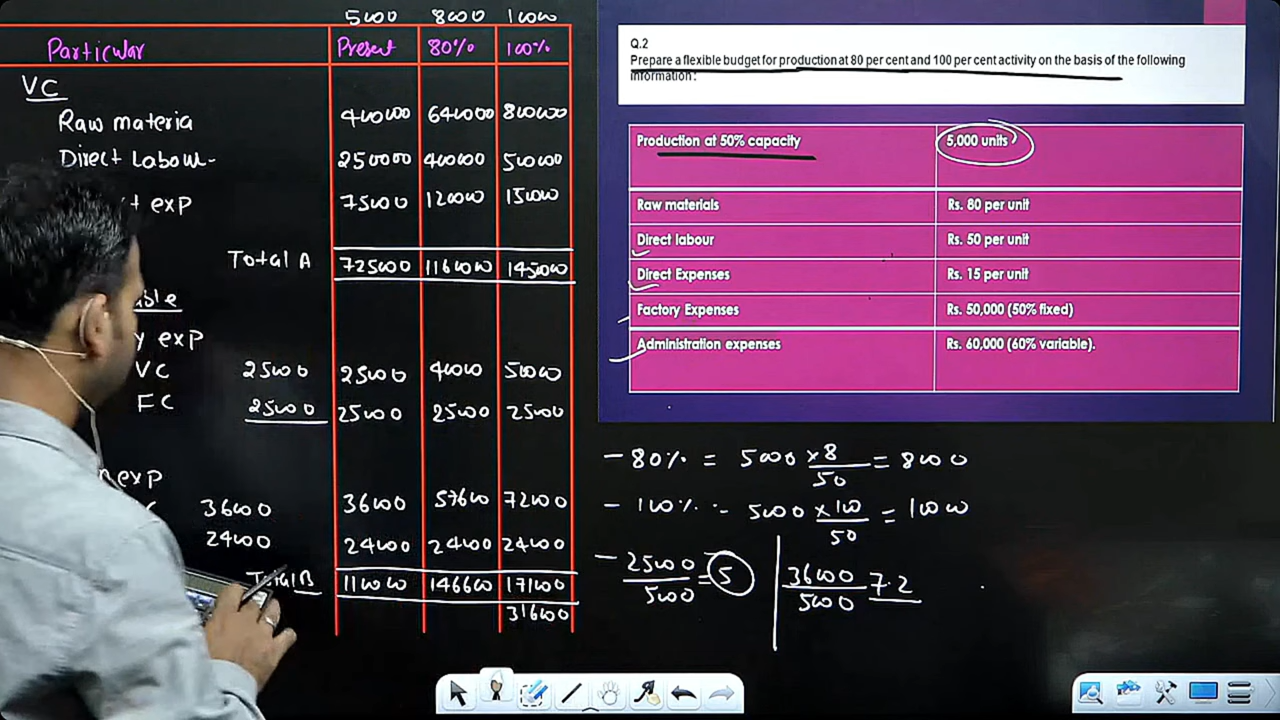 5000 8000 10000
Particular Present 80% 100%
VC
Raw materia 400000 640000 800000
Direct Labour 250000 400000 500000
exp 75000 120000 150000
Total A 725000 1160000 1450000
exp
VC 25000 25000 40000 50000
FC 25000 25000 25000 25000
exp
36000 36000 57600 72000
24000 24000 24000 24000
Total B 110000 146600 171000
Q.2
Prepare a flexible budget for production at 80 per cent and 100 per cent activity on the basis of the following
information :
Production at 50% capacity 5,000 units
Raw materials Rs. 80 per unit
Direct labour Rs. 50 per unit
Direct Expenses Rs. 15 per unit
Factory Expenses Rs. 50,000 (50% fixed)
Administration expenses Rs. 60,000 (60% variable).
- 80% = 5000 × 8/50 = 8000
- 100% - 5000 × 100/50 = 10000
- 25000/5000 = 5
36000/5000 7.2